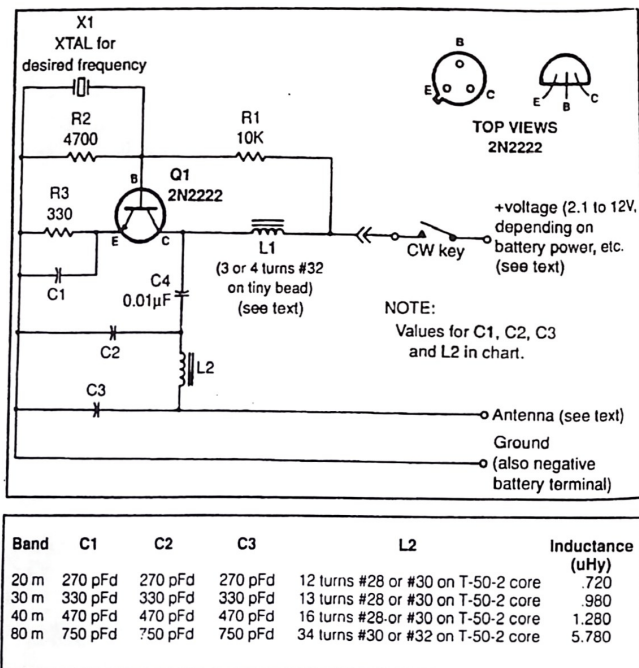 X1
XTAL for
desired frequency
R2
4700
R1
10K
B
Q1
2N2222
E
C
R3
330
C1
C4
0.01µF
L1
(3 or 4 turns #32
on tiny bead)
(see text)
C2
L2
C3
B
E
C
E
B
C
TOP VIEWS
2N2222
CW key
+voltage (2.1 to 12V,
depending on
battery power, etc.
(see text)
NOTE:
Values for C1, C2, C3
and L2 in chart.
Antenna (see text)
Ground
(also negative
battery terminal)
Band C1 C2 C3 L2 Inductance
(uHy)
20 m 270 pFd 270 pFd 270 pFd 12 turns #28 or #30 on T-50-2 core .720
30 m 330 pFd 330 pFd 330 pFd 13 turns #28 or #30 on T-50-2 core .980
40 m 470 pFd 470 pFd 470 pFd 16 turns #28 or #30 on T-50-2 core 1.280
80 m 750 pFd 750 pFd 750 pFd 34 turns #30 or #32 on T-50-2 core 5.780